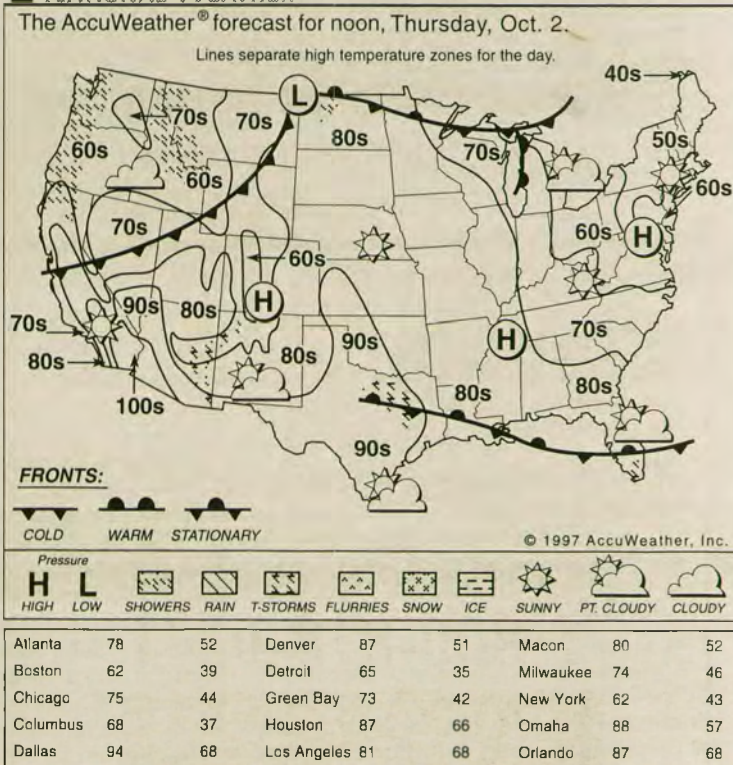 The AccuWeather® forecast for noon, Thursday, Oct. 2.
Lines separate high temperature zones for the day.
40s
L
70s
70s
80s
70s
50s
60s
60s
60s
70s
60s
H
60s
90s
80s
H
70s
80s
90s
H
70s
80s
100s
80s
80s
90s
FRONTS:
COLD WARM STATIONARY
© 1997 AccuWeather, Inc.
Pressure
H L
HIGH LOW SHOWERS RAIN T-STORMS FLURRIES SNOW ICE SUNNY PT. CLOUDY CLOUDY
Atlanta 78 52 Denver 87 51 Macon 80 52
Boston 62 39 Detroit 65 35 Milwaukee 74 46
Chicago 75 44 Green Bay 73 42 New York 62 43
Columbus 68 37 Houston 87 66 Omaha 88 57
Dallas 94 68 Los Angeles 81 68 Orlando 87 68